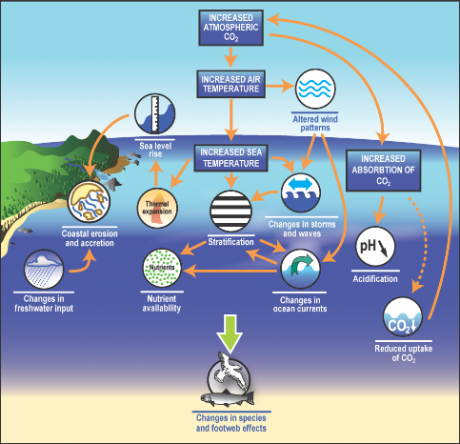 INCREASED
ATMOSPHERIC
CO2
INCREASED AIR
TEMPERATURE
Altered wind
patterns
Sea level
rise
INCREASED SEA
TEMPERATURE
INCREASED
ABSORBTION OF
CO2
Thermal
expansion
Coastal erosion
and accretion
Stratification
Changes in storms
and waves
pH
Acidification
Nutrients
Changes in
freshwater input
Nutrient
availability
Changes in
ocean currents
CO2
Reduced uptake
of CO2
Changes in species
and footweb effects